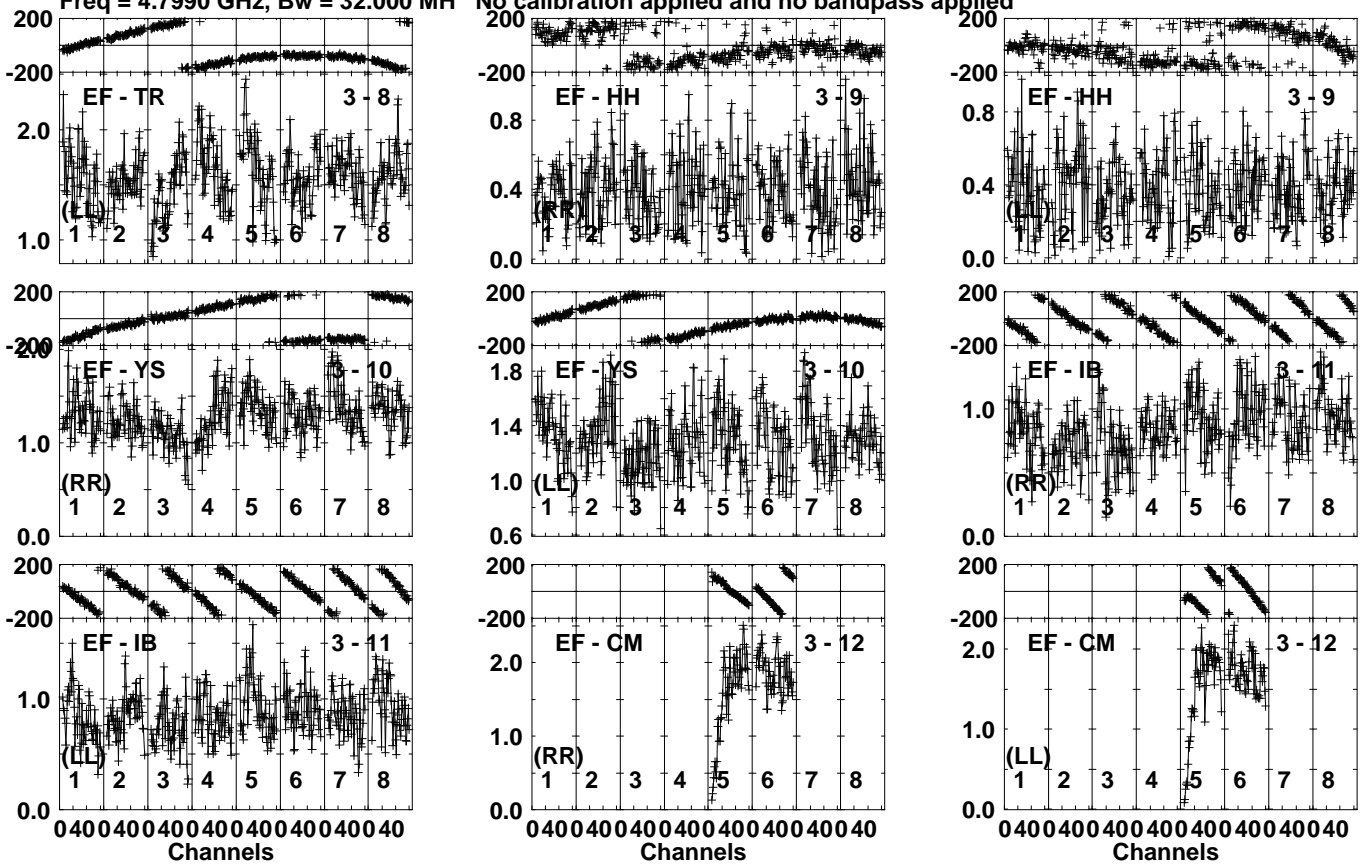 Freq = 4.7990 GHz, Bw = 32.000 MH No calibration applied and no bandpass applied
200 200 200
-200 -200 -200
EF - TR 3 - 8 EF - HH 3 - 9 EF - HH 3 - 9
2.0 0.8 0.8
0.4 0.4
(LL) (RR) (LL)
1.0 1 2 3 4 5 6 7 8 1 2 3 4 5 6 7 8 1 2 3 4 5 6 7 8
0.0 0.0
200 200 200
-200 -200 -200
2.0
EF - YS 3 - 10 EF - YS 3 - 10 EF - IB 3 - 11
1.8
1.4 1.0
1.0 1.0
(RR) (LL) (RR)
1 2 3 4 5 6 7 8 1 2 3 4 5 6 7 8 1 2 3 4 5 6 7 8
0.0 0.6 0.0
200 200 200
-200 -200 -200
EF - IB 3 - 11 EF - CM 3 - 12 EF - CM 3 - 12
2.0 2.0
1.0 1.0 1.0
(LL) (RR) (LL)
1 2 3 4 5 6 7 8 1 2 3 4 5 6 7 8 1 2 3 4 5 6 7 8
0.0 0.0 0.0
0 40 0 40 0 40 0 40 0 40 0 40 0 40 0 40 0 40 0 40 0 40 0 40 0 40 0 40 0 40 0 40 0 40 0 40 0 40 0 40 0 40 0 40 0 40 0 40
Channels Channels Channels